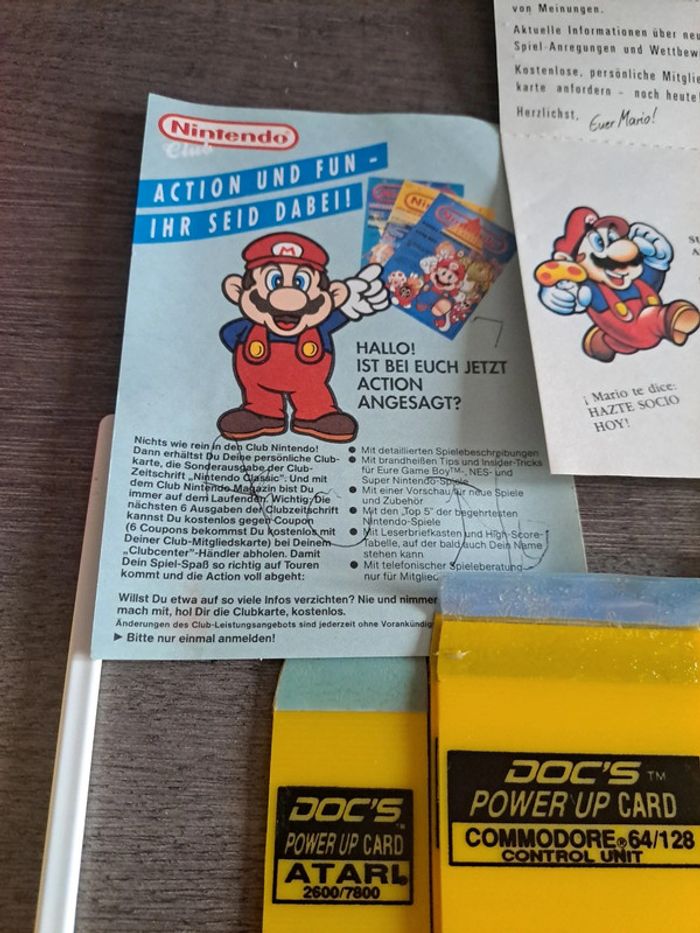 Nintendo
Club
ACTION UND FUN -
IHR SEID DABEI!
HALLO!
IST BEI EUCH JETZT
ACTION
ANGESAGT?
Nichts wie rein in den Club Nintendo!
Dann erhältst Du Deine persönliche Club-
karte, die Sonderausgabe der Club-
Zeitschrift „Nintendo Classic". Und mit
dem Club Nintendo Magazin bist Du
immer auf dem Laufenden. Wichtig: Die
nächsten 6 Ausgaben der Clubzeitschrift
kannst Du kostenlos gegen Coupon
(6 Coupons bekommst Du kostenlos mit
Deiner Club-Mitgliedskarte) bei Deinem
„Clubcenter"-Händler abholen. Damit
Dein Spiel-Spaß so richtig auf Touren
kommt und die Action voll abgeht:
● Mit detaillierten Spielebeschreibungen
● Mit brandheißen Tips und Insider-Tricks
für Eure Game Boy™-, NES- und
Super Nintendo-Spiele
● Mit einer Vorschau für neue Spiele
und Zubehör
● Mit den „Top 5" der begehrtesten
Nintendo-Spiele
● Mit Leserbriefkasten und High-Score-
Tabelle, auf der bald auch Dein Name
stehen kann
● Mit telefonischer Spieleberatung
nur für Mitglied
Willst Du etwa auf so viele Infos verzichten? Nie und nimmer
mach mit, hol Dir die Clubkarte, kostenlos.
Änderungen des Club-Leistungsangebots sind jederzeit ohne Vorankündig
▶ Bitte nur einmal anmelden!
von Meinungen.
Aktuelle Informationen über neu
Spiel-Anregungen und Wettbew
Kostenlose, persönliche Mitglie
karte anfordern - noch heute!
Herzlichst, Euer Mario!
¡ Mario te dice:
HAZTE SOCIO
HOY!
DOC'S
POWER UP CARD
ATARI®
2600/7800
DOC'S ™
POWER UP CARD
COMMODORE® 64/128
CONTROL UNIT